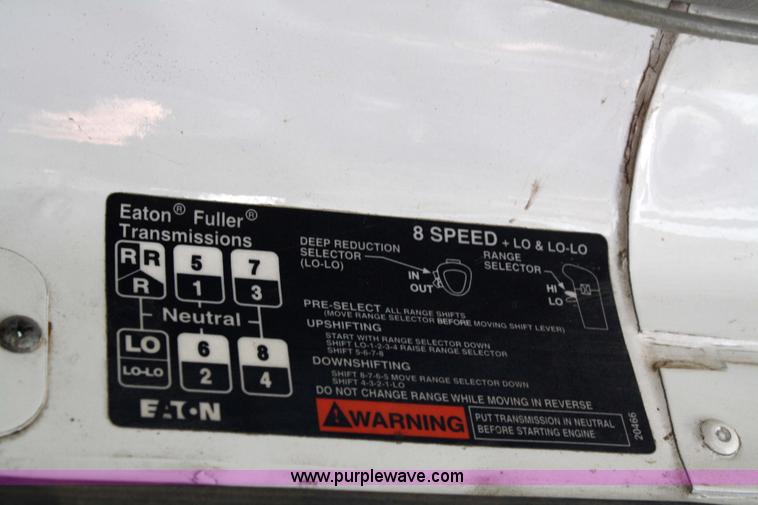 Eaton® Fuller®
Transmissions
8 SPEED + LO & LO-LO
DEEP REDUCTION
SELECTOR
(LO-LO)
IN
OUT
RANGE
SELECTOR
HI
LO
R R 5 7
R 1 3
Neutral
LO 6 8
LO-LO 2 4
EATON
PRE-SELECT ALL RANGE SHIFTS
(MOVE RANGE SELECTOR BEFORE MOVING SHIFT LEVER)
UPSHIFTING
START WITH RANGE SELECTOR DOWN
SHIFT LO-1-2-3-4 RAISE RANGE SELECTOR
SHIFT 5-6-7-8
DOWNSHIFTING
SHIFT 8-7-6-5 MOVE RANGE SELECTOR DOWN
SHIFT 4-3-2-1-LO
DO NOT CHANGE RANGE WHILE MOVING IN REVERSE
WARNING
PUT TRANSMISSION IN NEUTRAL
BEFORE STARTING ENGINE
20466
www.purplewave.com